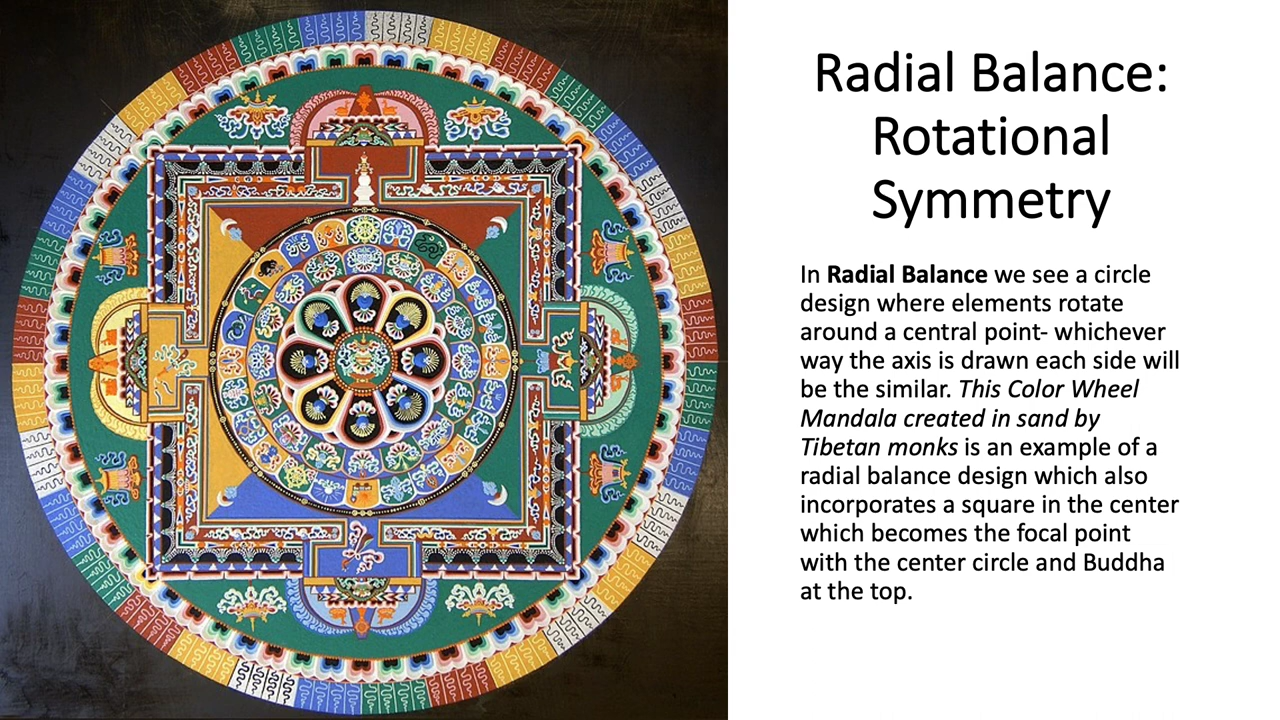 Radial Balance:
Rotational
Symmetry
In Radial Balance we see a circle
design where elements rotate
around a central point- whichever
way the axis is drawn each side will
be the similar. This Color Wheel
Mandala created in sand by
Tibetan monks is an example of a
radial balance design which also
incorporates a square in the center
which becomes the focal point
with the center circle and Buddha
at the top.